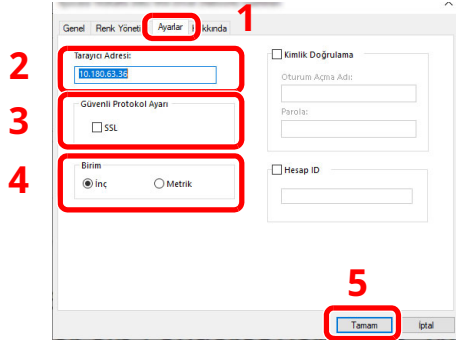 1
Genel Renk Yöneti Ayarlar Hakkında
2
Tarayıcı Adresi:
10.180.63.36
Kimlik Doğrulama
Oturum Açma Adı:
Parola:
3
Güvenli Protokol Ayarı
SSL
4
Birim
İnç Metrik
Hesap ID
5
Tamam İptal